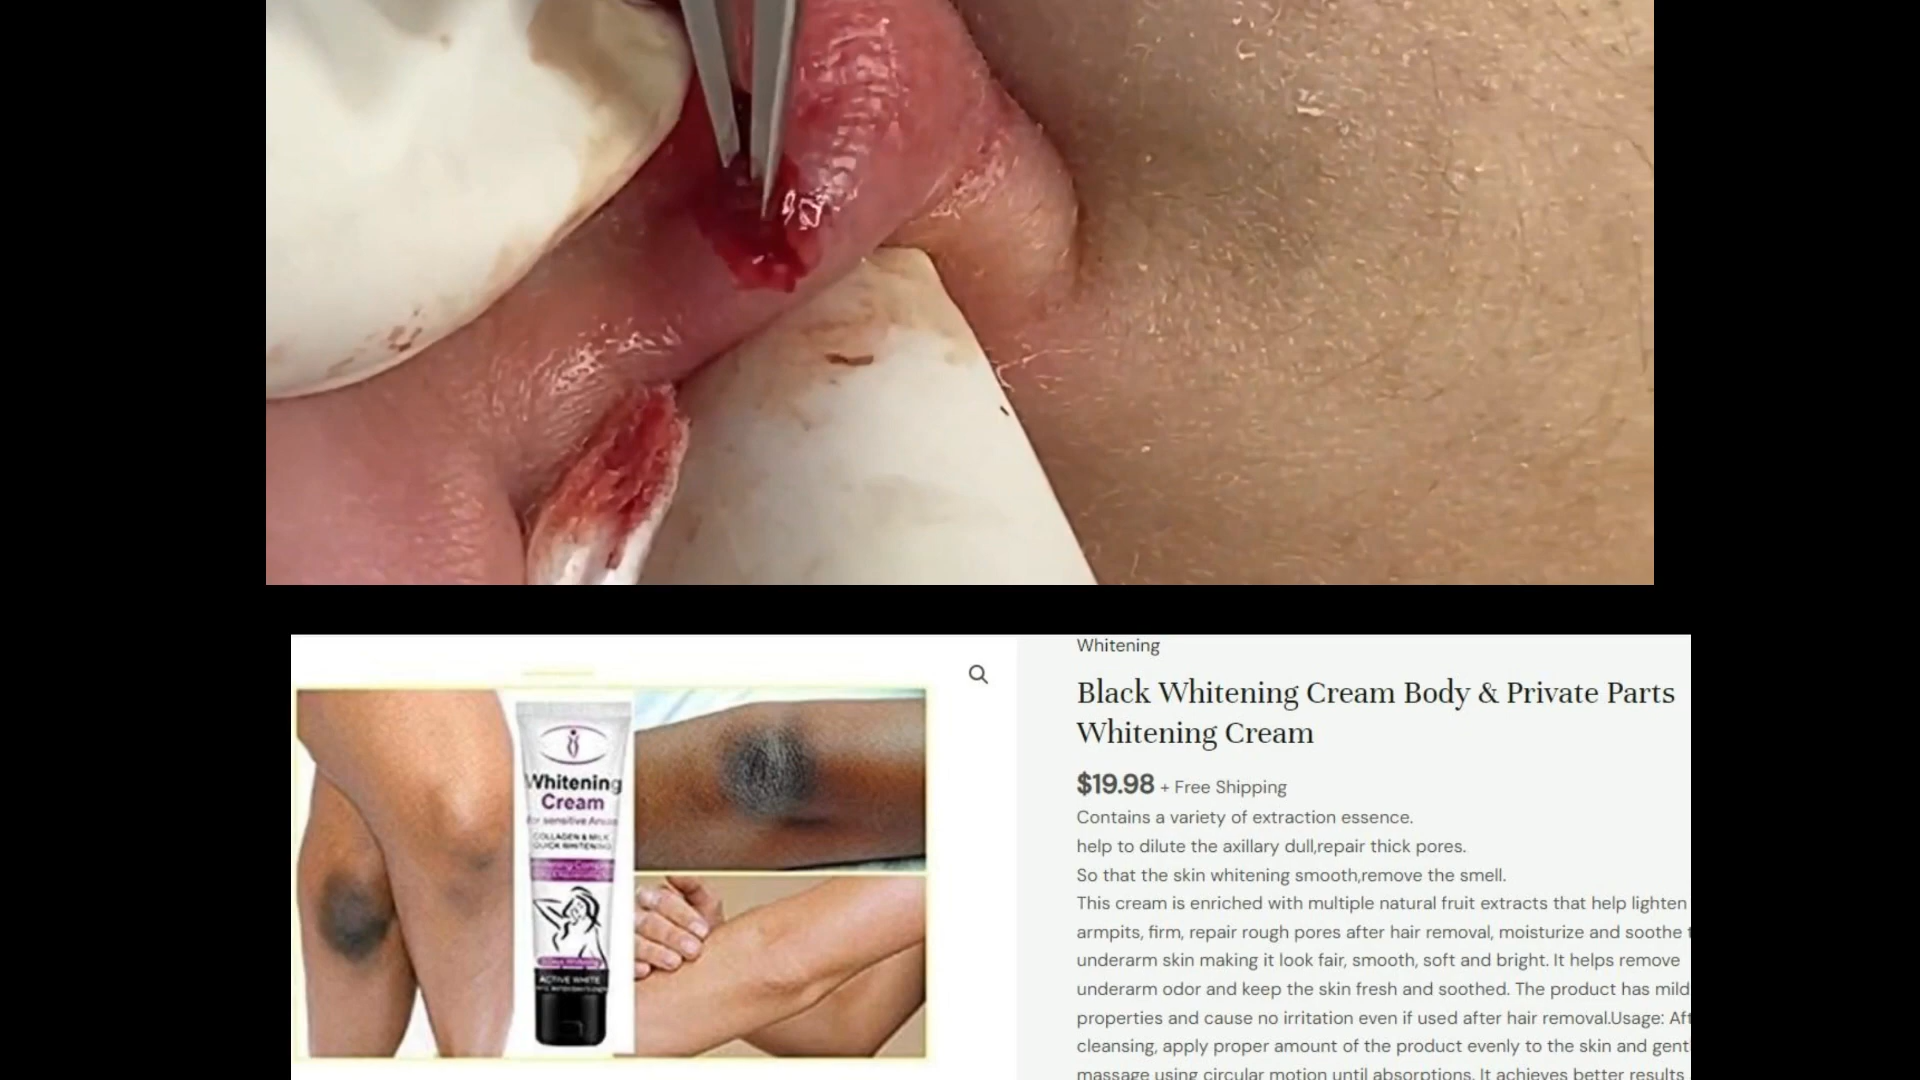 Whitening
Black Whitening Cream Body & Private Parts
Whitening Cream
$19.98 + Free Shipping
Contains a variety of extraction essence.
help to dilute the axillary dull,repair thick pores.
So that the skin whitening smooth,remove the smell.
This cream is enriched with multiple natural fruit extracts that help lighten
armpits, firm, repair rough pores after hair removal, moisturize and soothe
underarm skin making it look fair, smooth, soft and bright. It helps remove
underarm odor and keep the skin fresh and soothed. The product has mild
properties and cause no irritation even if used after hair removal.Usage:
cleansing, apply proper amount of the product evenly to the skin and
massage using circular motion until absorptions. It achieves better results
Whitening
Cream
for sensitive Areas
COLLAGEN & MILK
QUICK WHITENING
ACTIVE WHITE